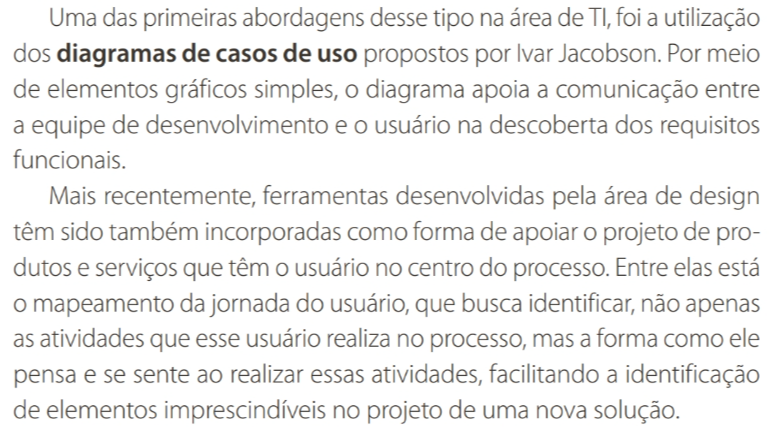 Uma das primeiras abordagens desse tipo na área de TI, foi a utilização
dos diagramas de casos de uso propostos por Ivar Jacobson. Por meio
de elementos gráficos simples, o diagrama apoia a comunicação entre
a equipe de desenvolvimento e o usuário na descoberta dos requisitos
funcionais.
Mais recentemente, ferramentas desenvolvidas pela área de design
têm sido também incorporadas como forma de apoiar o projeto de pro-
dutos e serviços que têm o usuário no centro do processo. Entre elas está
o mapeamento da jornada do usuário, que busca identificar, não apenas
as atividades que esse usuário realiza no processo, mas a forma como ele
pensa e se sente ao realizar essas atividades, facilitando a identificação
de elementos imprescindíveis no projeto de uma nova solução.